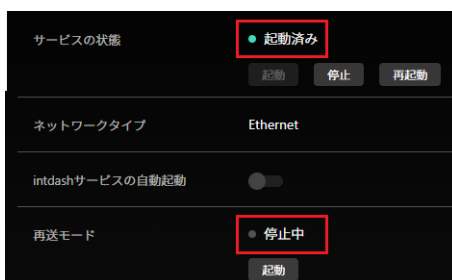 サービスの状態
起動済み
起動 停止 再起動
ネットワークタイプ Ethernet
intdashサービスの自動起動
再送モード
停止中
起動